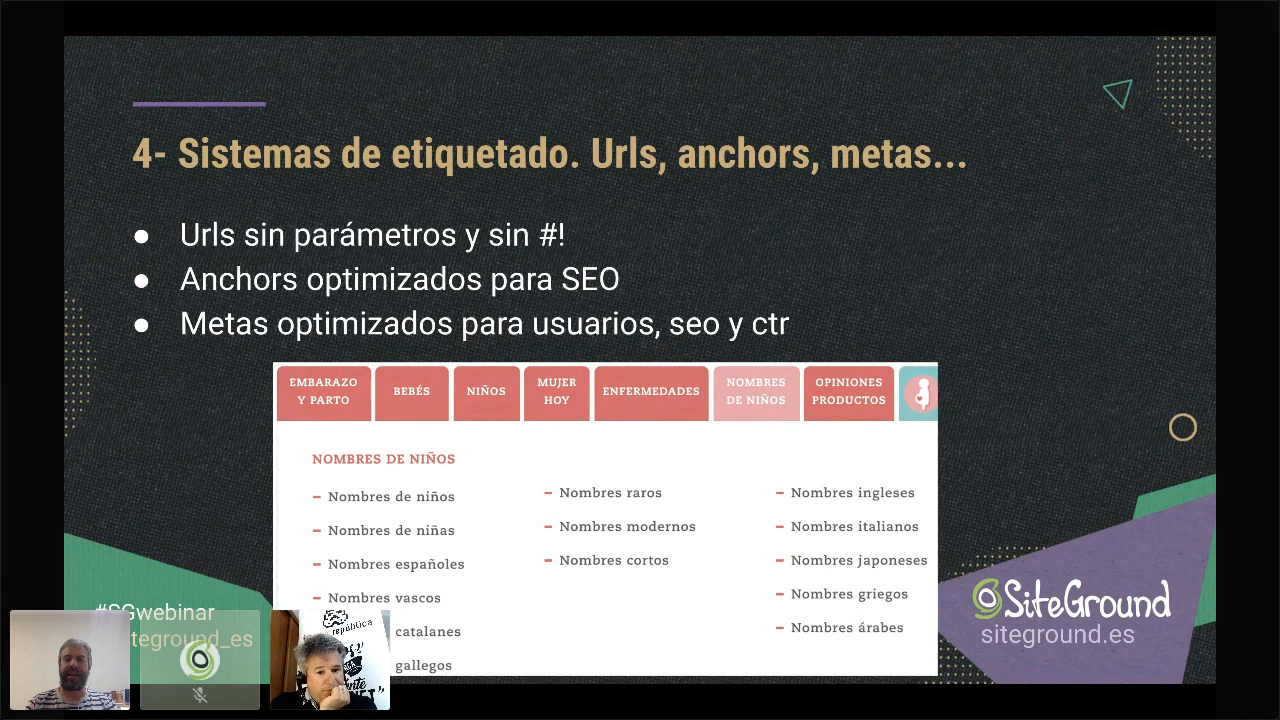 4- Sistemas de etiquetado. Urls, anchors, metas...
● Urls sin parámetros y sin #!
● Anchors optimizados para SEO
● Metas optimizados para usuarios, seo y ctr
EMBARAZO
Y PARTO
BEBÉS
NIÑOS
MUJER
HOY
ENFERMEDADES
NOMBRES
DE NIÑOS
OPINIONES
PRODUCTOS
NOMBRES DE NIÑOS
– Nombres de niños
– Nombres de niñas
– Nombres españoles
– Nombres vascos
catalanes
gallegos
– Nombres raros
– Nombres modernos
– Nombres cortos
– Nombres ingleses
– Nombres italianos
– Nombres japoneses
– Nombres griegos
– Nombres árabes
#SGwebinar
teground_es
república
SiteGround
siteground.es